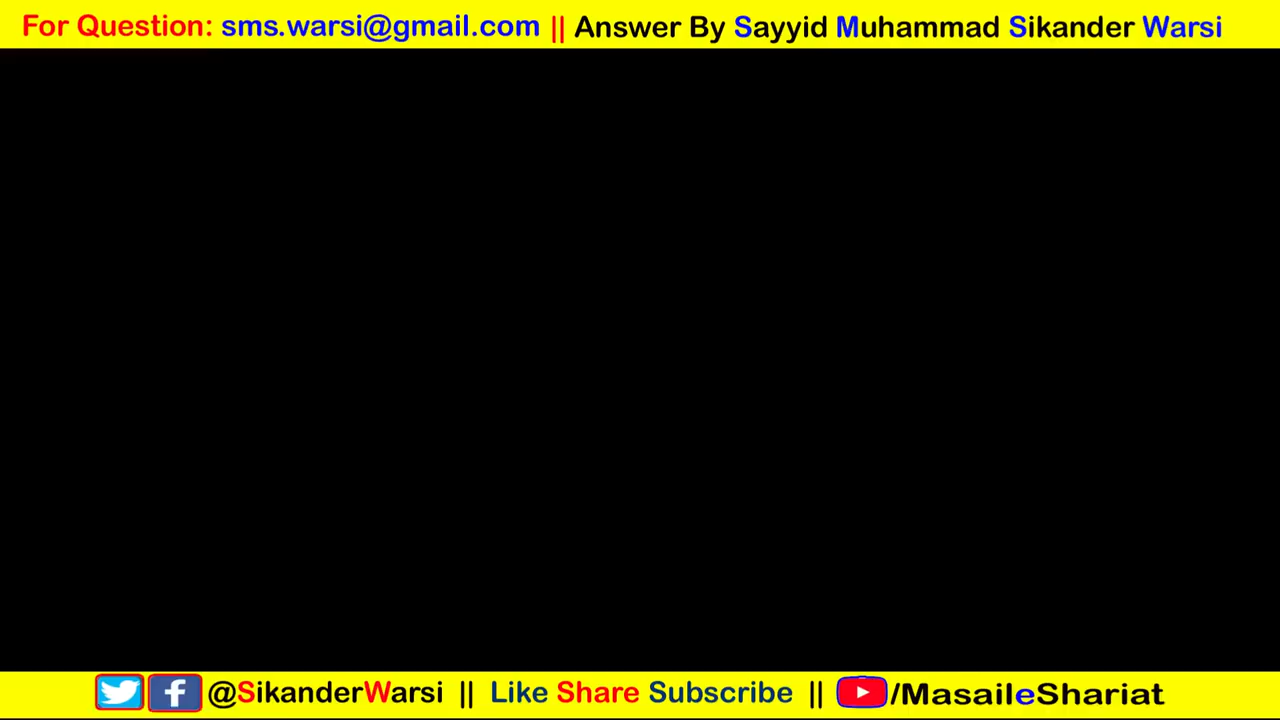 For Question: sms.warsi@gmail.com || Answer By Sayyid Muhammad Sikander Warsi
@SikanderWarsi || Like Share Subscribe || /MasaileShariat